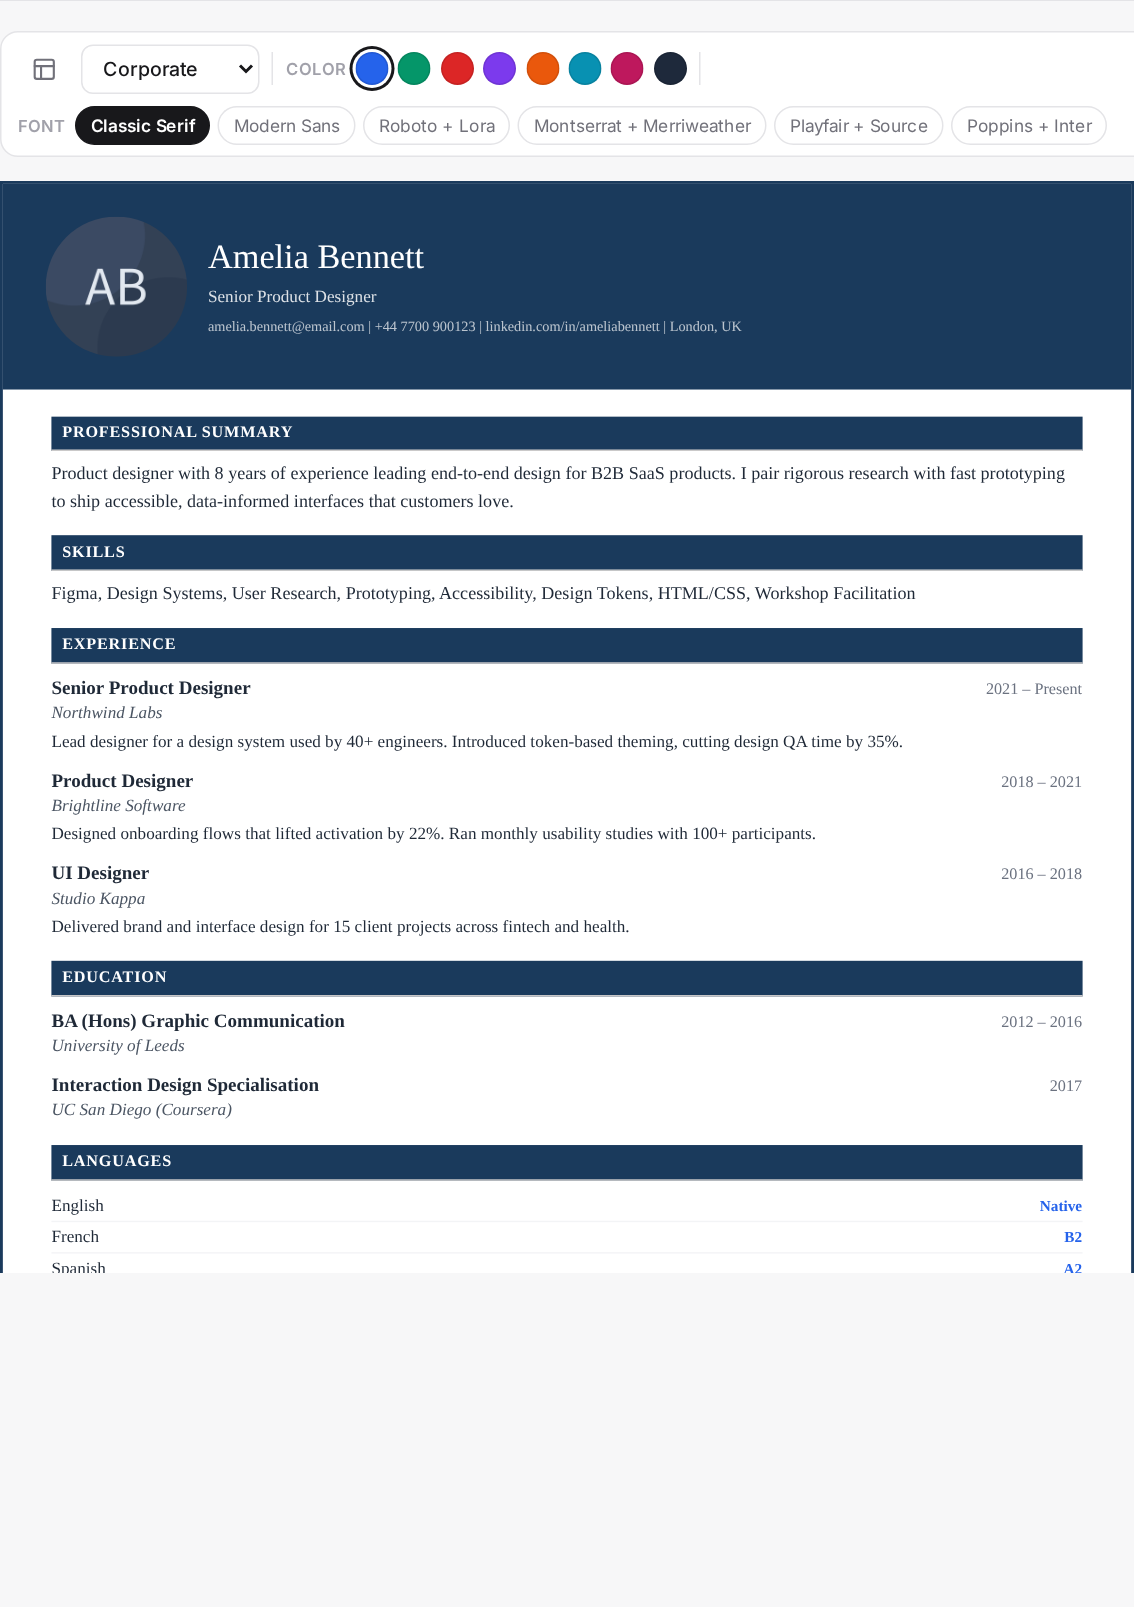 Corporate
COLOR
FONT Classic Serif Modern Sans Roboto + Lora Montserrat + Merriweather Playfair + Source Poppins + Inter
AB
Amelia Bennett
Senior Product Designer
amelia.bennett@email.com | +44 7700 900123 | linkedin.com/in/ameliabennett | London, UK
PROFESSIONAL SUMMARY
Product designer with 8 years of experience leading end-to-end design for B2B SaaS products. I pair rigorous research with fast prototyping
to ship accessible, data-informed interfaces that customers love.
SKILLS
Figma, Design Systems, User Research, Prototyping, Accessibility, Design Tokens, HTML/CSS, Workshop Facilitation
EXPERIENCE
Senior Product Designer 2021 – Present
Northwind Labs
Lead designer for a design system used by 40+ engineers. Introduced token-based theming, cutting design QA time by 35%.
Product Designer 2018 – 2021
Brightline Software
Designed onboarding flows that lifted activation by 22%. Ran monthly usability studies with 100+ participants.
UI Designer 2016 – 2018
Studio Kappa
Delivered brand and interface design for 15 client projects across fintech and health.
EDUCATION
BA (Hons) Graphic Communication 2012 – 2016
University of Leeds
Interaction Design Specialisation 2017
UC San Diego (Coursera)
LANGUAGES
English Native
French B2
Spanish A2